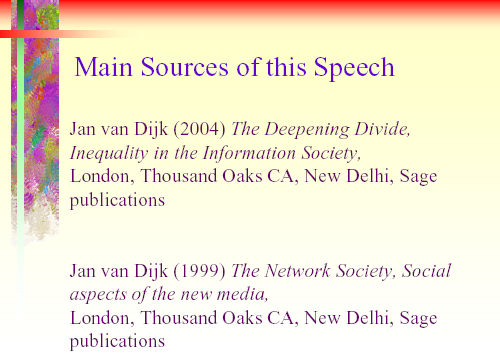 Main Sources of this Speech
Jan van Dijk (2004) The Deepening Divide,
Inequality in the Information Society,
London, Thousand Oaks CA, New Delhi, Sage
publications
Jan van Dijk (1999) The Network Society, Social
aspects of the new media,
London, Thousand Oaks CA, New Delhi, Sage
publications